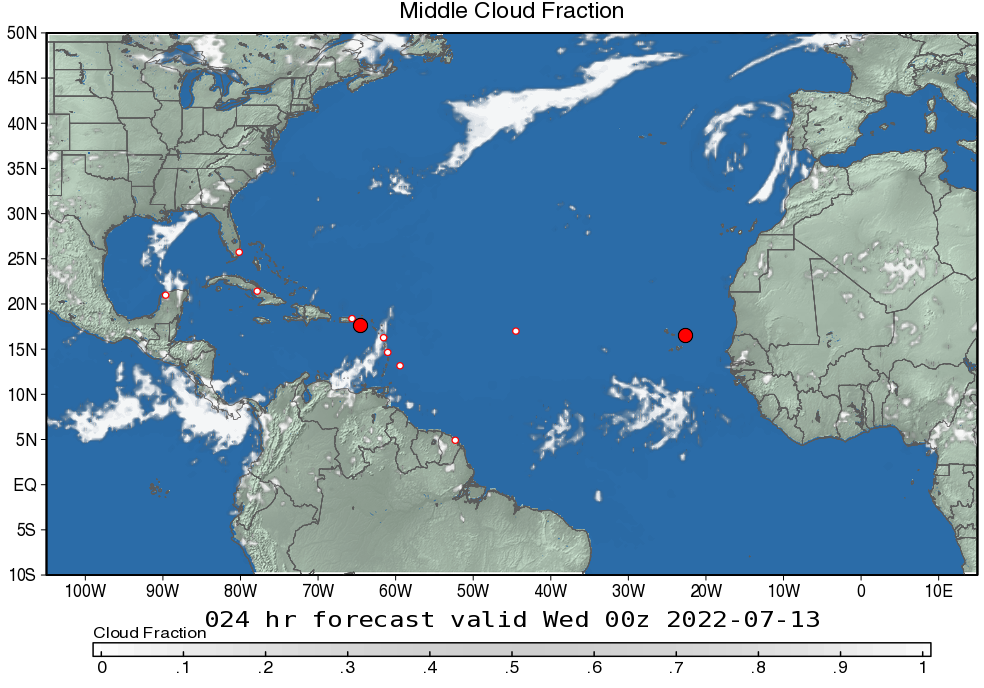 Middle Cloud Fraction
50N
45N
40N
35N
30N
25N
20N
15N
10N
5N
EQ
5S
10S
100W 90W 80W 70W 60W 50W 40W 30W 20W 10W 0 10E
024 hr forecast valid Wed 00z 2022-07-13
Cloud Fraction
0 .1 .2 .3 .4 .5 .6 .7 .8 .9 1